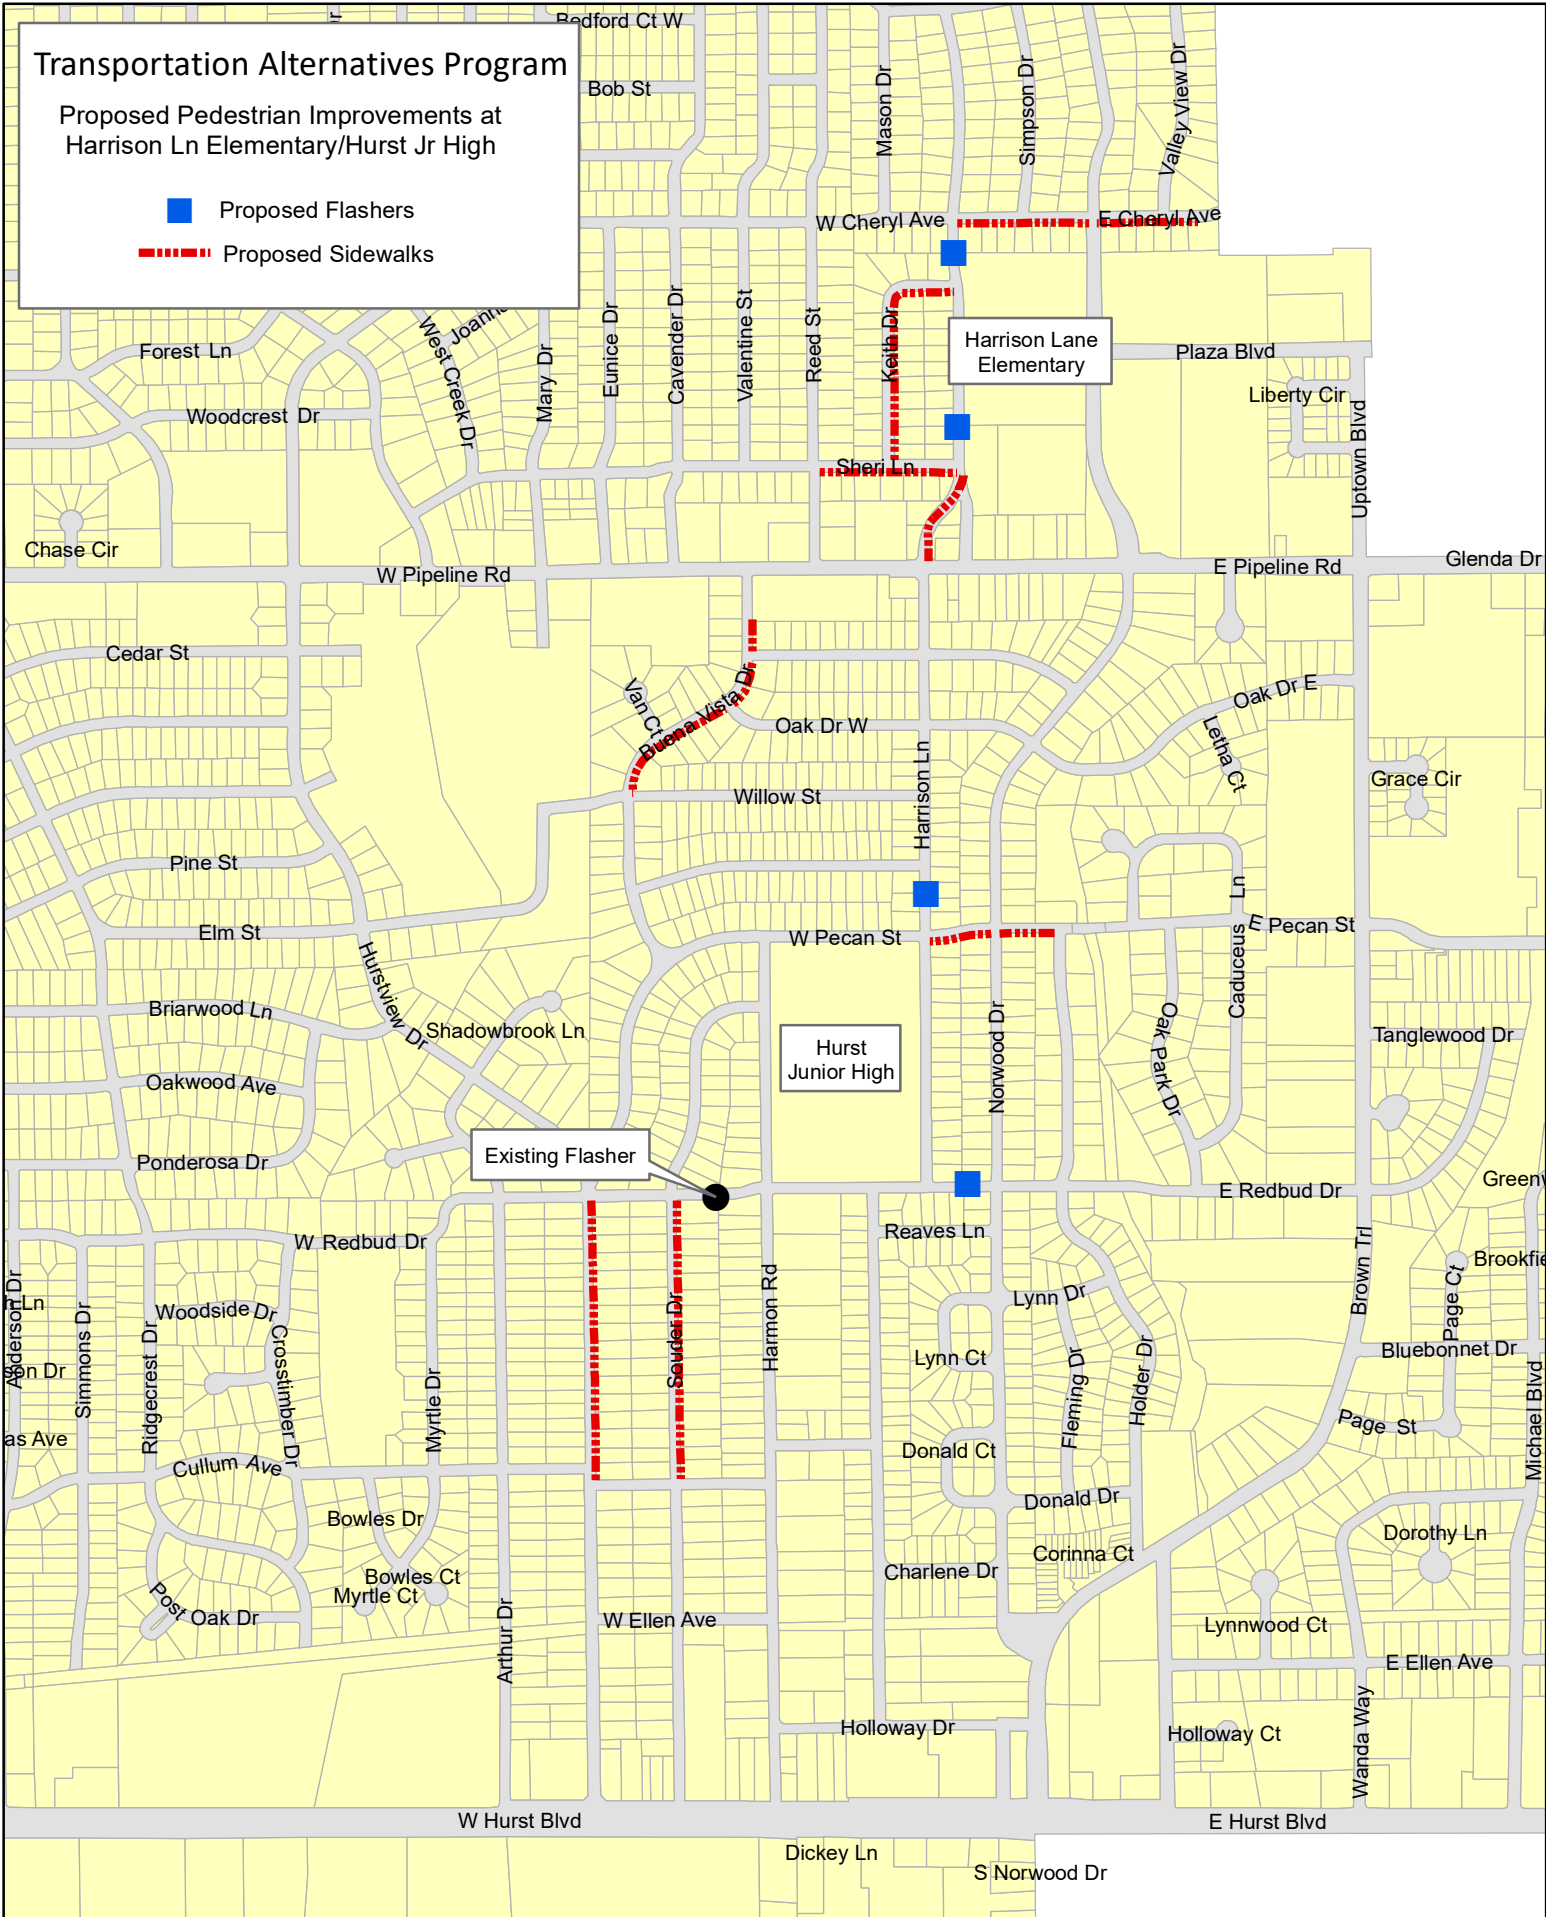 Transportation Alternatives Program
Proposed Pedestrian Improvements at
Harrison Ln Elementary/Hurst Jr High
Proposed Flashers
Proposed Sidewalks
Bedford Ct W
Bob St
Mason Dr
Simpson Dr
Valley View Dr
W Cheryl Ave
E Cheryl Ave
Forest Ln
West Creek Dr
Mary Dr
Eunice Dr
Cavender Dr
Valentine St
Reed St
Keith Dr
Harrison Lane
Elementary
Plaza Blvd
Liberty Cir
Uptown Blvd
Woodcrest Dr
Sheri Ln
Chase Cir
W Pipeline Rd
E Pipeline Rd
Glenda Dr
Cedar St
Van Ct
Buena Vista Dr
Oak Dr W
Oak Dr E
Letha Ct
Harrison Ln
Grace Cir
Willow St
Pine St
Elm St
W Pecan St
E Pecan St
Caduceus Ln
Hurstview Dr
Briarwood Ln
Shadowbrook Ln
Hurst
Junior High
Norwood Dr
Oak Park Dr
Tanglewood Dr
Oakwood Ave
Existing Flasher
Ponderosa Dr
E Redbud Dr
W Redbud Dr
Reaves Ln
Brown Trl
Page Ct
Anderson Dr
Ln
Simmons Dr
Ridgecrest Dr
Woodside Dr
Crosstimber Dr
Myrtle Dr
Souder Dr
Harmon Rd
Lynn Dr
Lynn Ct
Fleming Dr
Holder Dr
Bluebonnet Dr
Michael Blvd
Page St
Dr
as Ave
Cullum Ave
Donald Ct
Donald Dr
Bowles Dr
Dorothy Ln
Corinna Ct
Charlene Dr
Bowles Ct
Myrtle Ct
Post Oak Dr
Arthur Dr
W Ellen Ave
Lynnwood Ct
E Ellen Ave
Wanda Way
Holloway Dr
Holloway Ct
W Hurst Blvd
E Hurst Blvd
Dickey Ln
S Norwood Dr